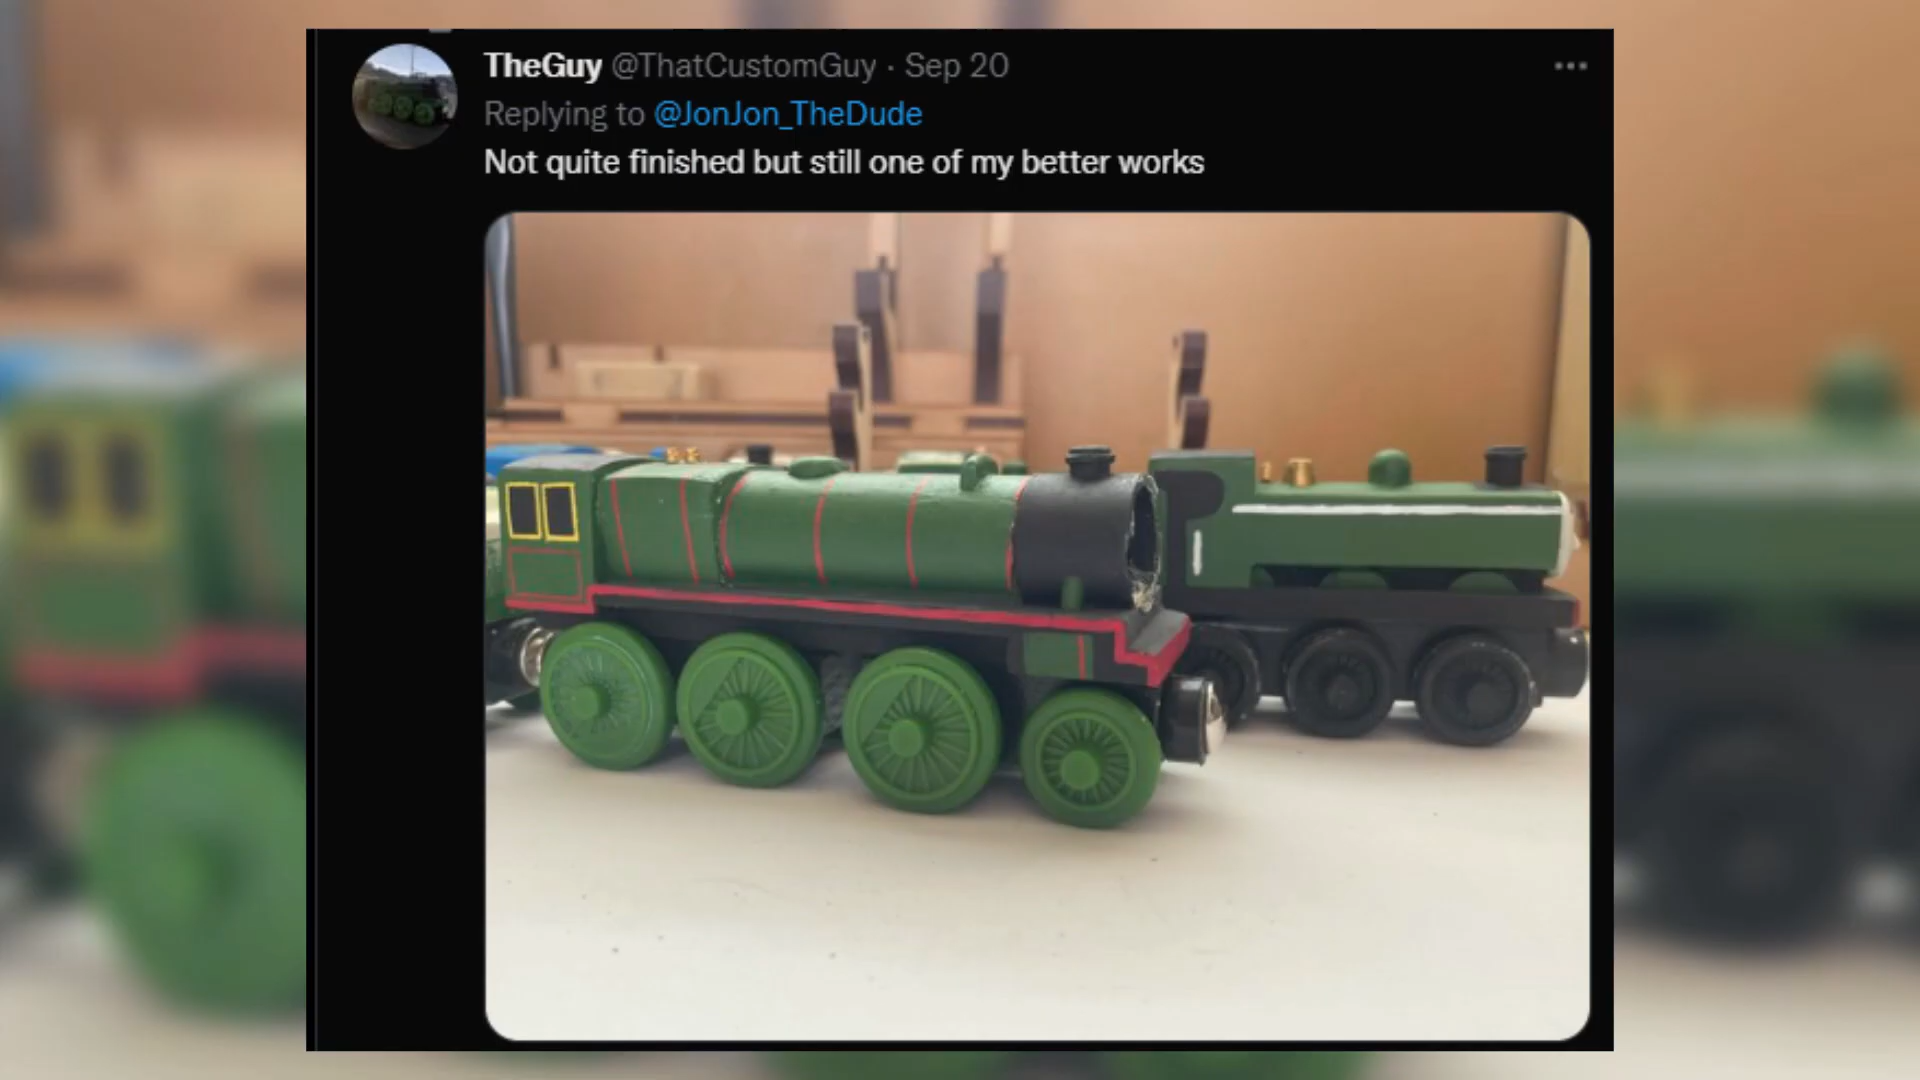 TheGuy @ThatCustomGuy · Sep 20
Replying to @JonJon_TheDude
Not quite finished but still one of my better works